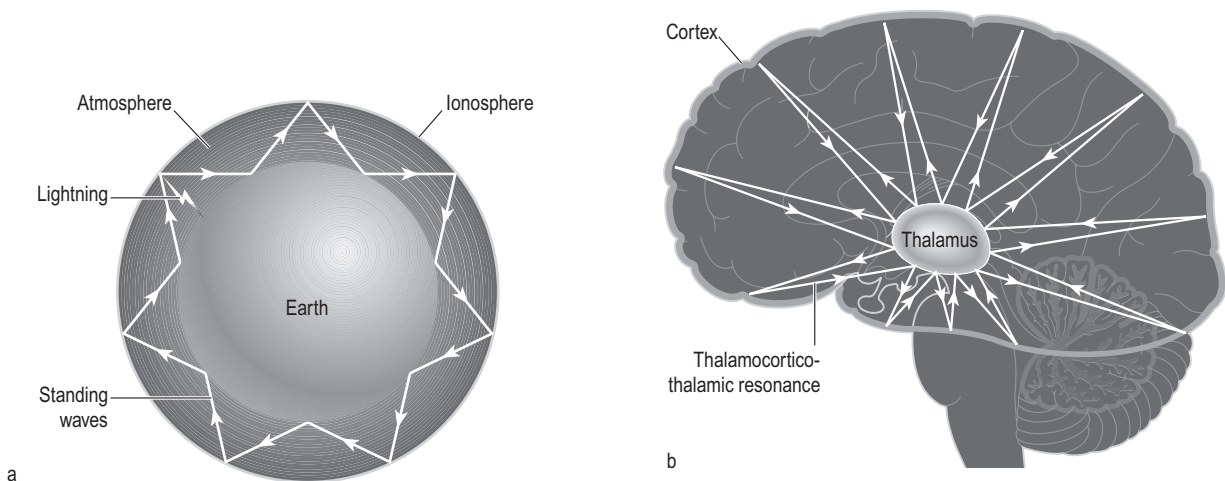 Atmosphere
Ionosphere
Lightning
Earth
Standing
waves
a
Cortex
Thalamus
Thalamocortico-
thalamic resonance
b